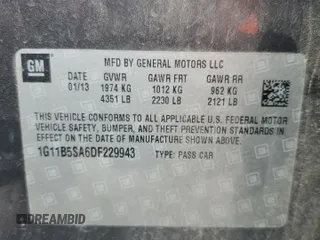 GM
MFD BY GENERAL MOTORS LLC
DATE GVWR GAWR FRT GAWR RR
01/13 1974 KG 1012 KG 962 KG
4351 LB 2230 LB 2121 LB
THIS VEHICLE CONFORMS TO ALL APPLICABLE U.S. FEDERAL MOTOR
VEHICLE SAFETY, BUMPER, AND THEFT PREVENTION STANDARDS
IN EFFECT ON THE DATE OF MANUFACTURE SHOWN ABOVE.
1G11B5SA6DF229943 TYPE: PASS CAR
DREAMBID